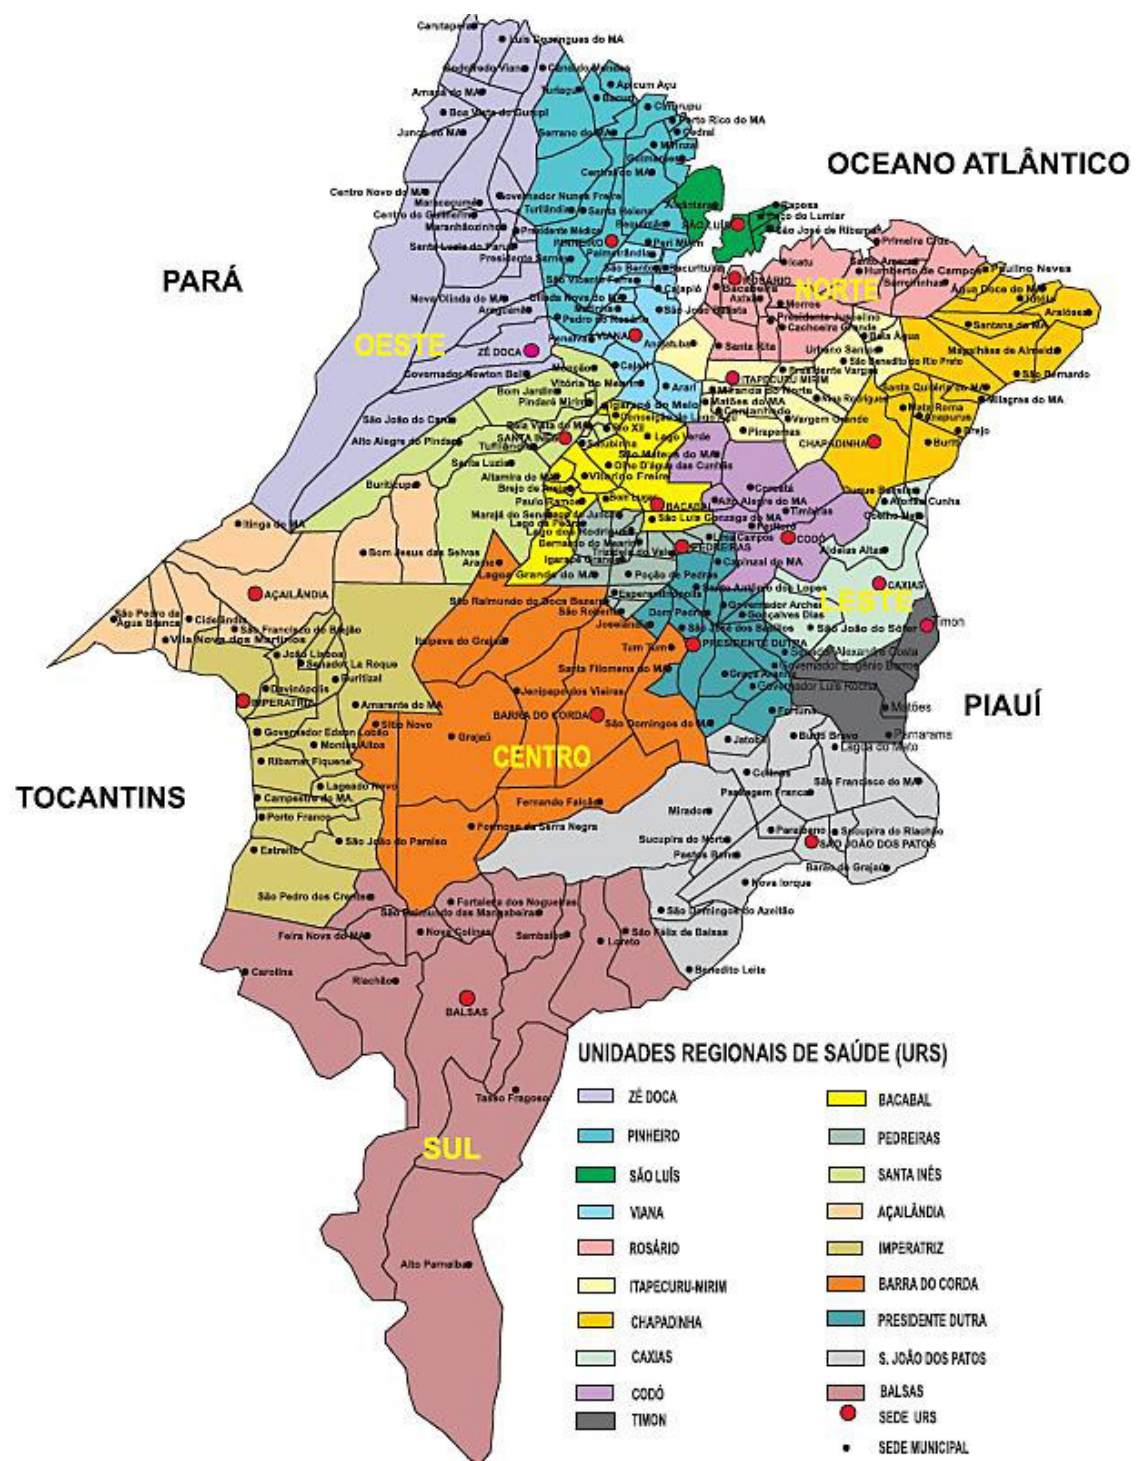 Carutapera
Luis Domingues do MA
Godofredo Viana
Cândido Mendes
Amapá do MA
Turiaçu
Apicum Açu
Bacuri
Boa Vista do Gurupi
Cururupu
Porto Rico do MA
Junco do MA
Serrano do MA
Cedral
Mirinzal
Guimarães
OCEANO ATLÂNTICO
Central do MA
Centro Novo do MA
Governador Nunes Freire
Maracaçumé
Alcântara
Raposa
Centro do Guilherme
Turilândia
Santa Helena
Paço do Lumiar
Maranhãozinho
Presidente Médice
Bequimão
SÃO LUÍS
São José de Ribamar
Santa Luzia do Paruá
PINHEIRO
Peri Mirim
Primeira Cruz
Presidente Sarney
Palmeirândia
Icatu
Santo Amaro
PARÁ
São Bento
Bacurituba
Humberto de Campos
Paulino Neves
São Vicente Ferrer
ROSÁRIO
Barreirinhas
Cajapió
Bacabeira
NORTE
Água Doce do MA
Nova Olinda do MA
Olinda Nova do MA
Axixá
Tutóia
Araguanã
Matinha
São João Batista
Morros
Araióses
Pedro do Rosário
Presidente Juscelino
Santana do MA
OESTE
Penalva
VIANA
Cachoeira Grande
Bela Água
ZÉ DOCA
Anajatuba
Santa Rita
Urbano Santos
Magalhães de Almeida
Monção
Cajari
São Benedito do Rio Preto
Governador Newton Belo
ITAPECURU MIRIM
Presidente Vargas
São Bernardo
Vitória do Mearim
Arari
Miranda do Norte
Santa Quitéria do MA
Bom Jardim
Pindaré Mirim
Igarapé do Meio
Matões do MA
Nina Rodrigues
Milagres do MA
Cantanhede
Mata Roma
Anapurus
São João do Caru
Bela Vista do MA
Pio XII
Vargem Grande
Brejo
Alto Alegre do Pindaré
SANTA INÊS
Satubinha
Lago Verde
Pirapemas
CHAPADINHA
Buriti
Tufilândia
São Mateus do MA
Santa Luzia
Olho D'água das Cunhãs
Buriticupu
Altamira do MA
Vitorino Freire
Coroatá
Brejo de Areia
Afonso Cunha
Paulo Ramos
Bom Lugar
BACABAL
Alto Alegre do MA
Timbiras
Coelho Neto
Itinga do MA
Marajá do Senador
São Luis Gonzaga do MA
Peritoró
Lago da Pedra
Lago dos Rodrigues
Lima Campos
CODÓ
Bom Jesus das Selvas
Bernardo do Mearim
Trizidela do Vale
PEDREIRAS
Aldeias Altas
Arame
Igarapé Grande
Capinzal do MA
Lagoa Grande do MA
Poção de Pedras
CAXIAS
AÇAILÂNDIA
Esperantinópolis
Santo Antônio dos Lopes
LESTE
São Raimundo do Doca Bezerra
Governador Archer
São Pedro da
Água Branca
Cidelândia
São Roberto
Dom Pedro
Gonçalves Dias
Timon
São Francisco do Brejão
Joselândia
São José dos Basílios
São João do Sóter
Vila Nova dos Martírios
Itaipava do Grajaú
Tum Tum
PRESIDENTE DUTRA
João Lisboa
Senador Alexandre Costa
Senador La Roque
Santa Filomena do MA
Governador Eugênio Barros
Buritizal
Graça Aranha
Davinópolis
Jenipapo dos Vieiras
Governador Luis Rocha
PIAUÍ
IMPERATRIZ
Amarante do MA
Matões
Sítio Novo
BARRA DO CORDA
São Domingos do MA
Fortuna
Governador Edson Lobão
Grajaú
Jatobá
Buriti Bravo
Parnarama
Montes Altos
CENTRO
Lagoa do Mato
Ribamar Fiquene
Colinas
TOCANTINS
Lageado Novo
São Francisco do MA
Campestre do MA
Passagem Franca
Porto Franco
Fernando Falcão
Mirador
Formosa da Serra Negra
Paraibano
Sucupira do Riachão
Estreito
São João do Paraíso
Sucupira do Norte
SÃO JOÃO DOS PATOS
Pastos Bons
Barão de Grajaú
Nova Iorque
São Pedro dos Crentes
Fortaleza dos Nogueiras
São Raimundo das Mangabeiras
São Domingos do Azeitão
Feira Nova do MA
Nova Colinas
Sambaíba
São Félix de Balsas
Loreto
Carolina
Riachão
Benedito Leite
BALSAS
UNIDADES REGIONAIS DE SAÚDE (URS)
Tasso Fragoso
SUL
Alto Parnaíba
ZÉ DOCA
PINHEIRO
SÃO LUÍS
VIANA
ROSÁRIO
ITAPECURU-MIRIM
CHAPADINHA
CAXIAS
CODÓ
TIMON
BACABAL
PEDREIRAS
SANTA INÊS
AÇAILÂNDIA
IMPERATRIZ
BARRA DO CORDA
PRESIDENTE DUTRA
S. JOÃO DOS PATOS
BALSAS
SEDE URS
SEDE MUNICIPAL